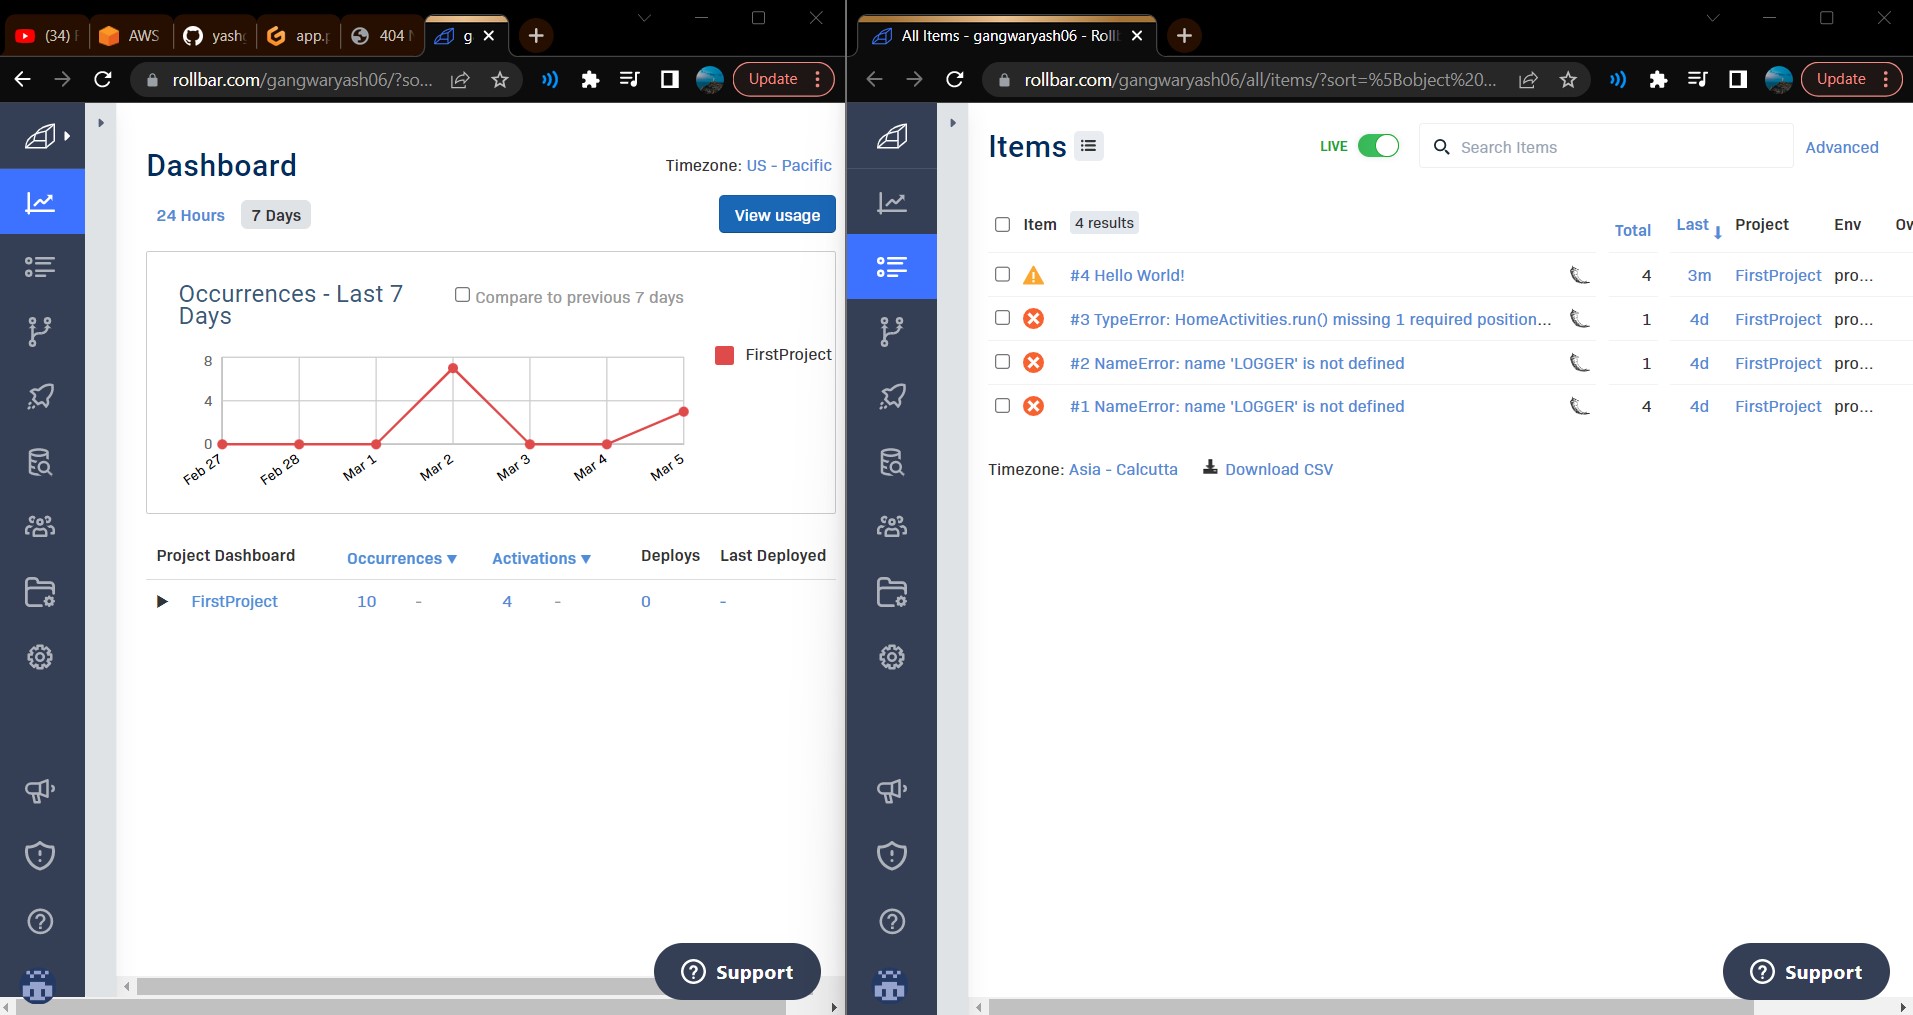 (34)
AWS
yash
app.
404
g
rollbar.com/gangwaryash06/?so...
Update
Dashboard
Timezone: US - Pacific
24 Hours
7 Days
View usage
Occurrences - Last 7
Days
Compare to previous 7 days
FirstProject
8
4
0
Feb 27
Feb 28
Mar 1
Mar 2
Mar 3
Mar 4
Mar 5
Project Dashboard
Occurrences
Activations
Deploys
Last Deployed
FirstProject
10
-
4
-
0
-
Support
All Items - gangwaryash06 - Roll
rollbar.com/gangwaryash06/all/items/?sort=%5Bobject%20...
Update
Items
LIVE
Search Items
Advanced
Item
4 results
Total
Last
Project
Env
Ow
#4 Hello World!
4
3m
FirstProject
pro...
#3 TypeError: HomeActivities.run() missing 1 required position...
1
4d
FirstProject
pro...
#2 NameError: name 'LOGGER' is not defined
1
4d
FirstProject
pro...
#1 NameError: name 'LOGGER' is not defined
4
4d
FirstProject
pro...
Timezone: Asia - Calcutta
Download CSV
Support